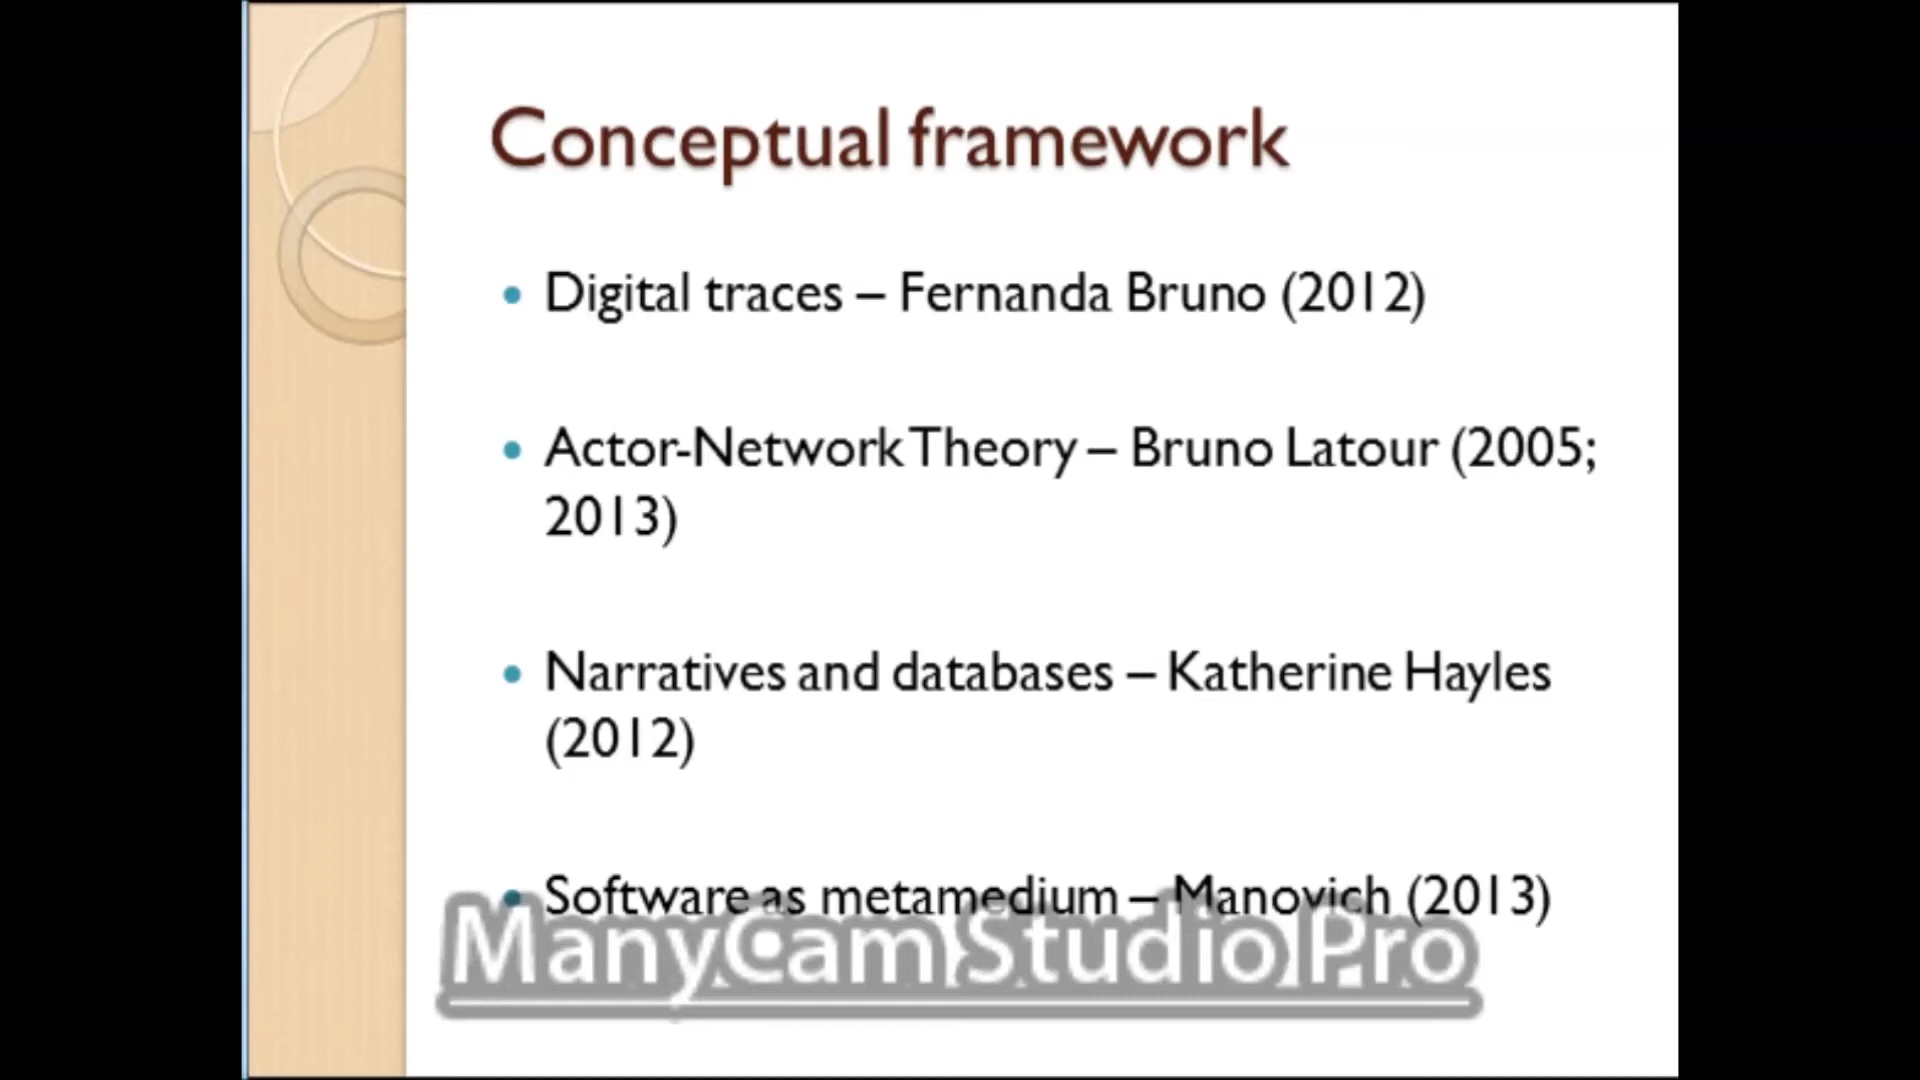 Conceptual framework
• Digital traces – Fernanda Bruno (2012)
• Actor-Network Theory – Bruno Latour (2005;
2013)
• Narratives and databases – Katherine Hayles
(2012)
• Software as metamedium – Manovich (2013)
ManyCam Studio Pro